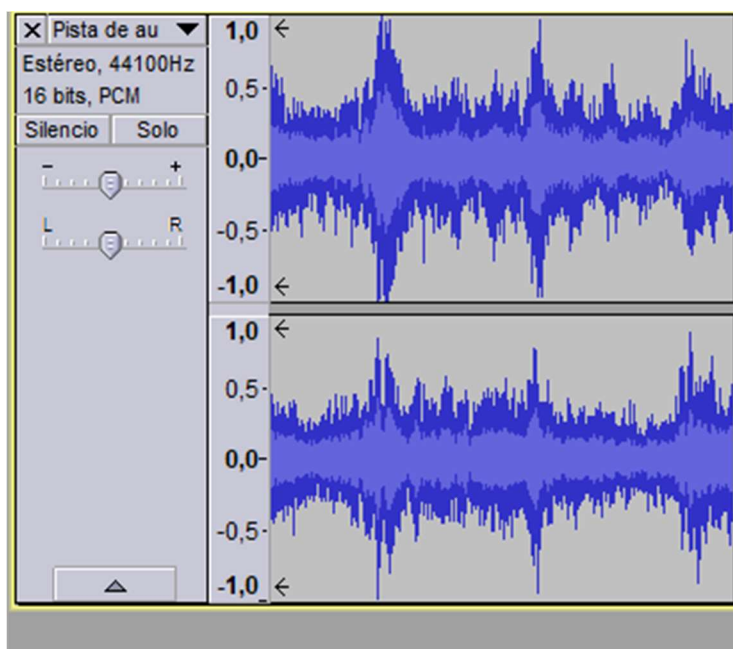 X Pista de au
Estéreo, 44100Hz
16 bits, PCM
Silencio Solo
- +
L R
1,0
0,5-
0,0-
-0,5-
-1,0
1,0
0,5-
0,0-
-0,5-
-1,0